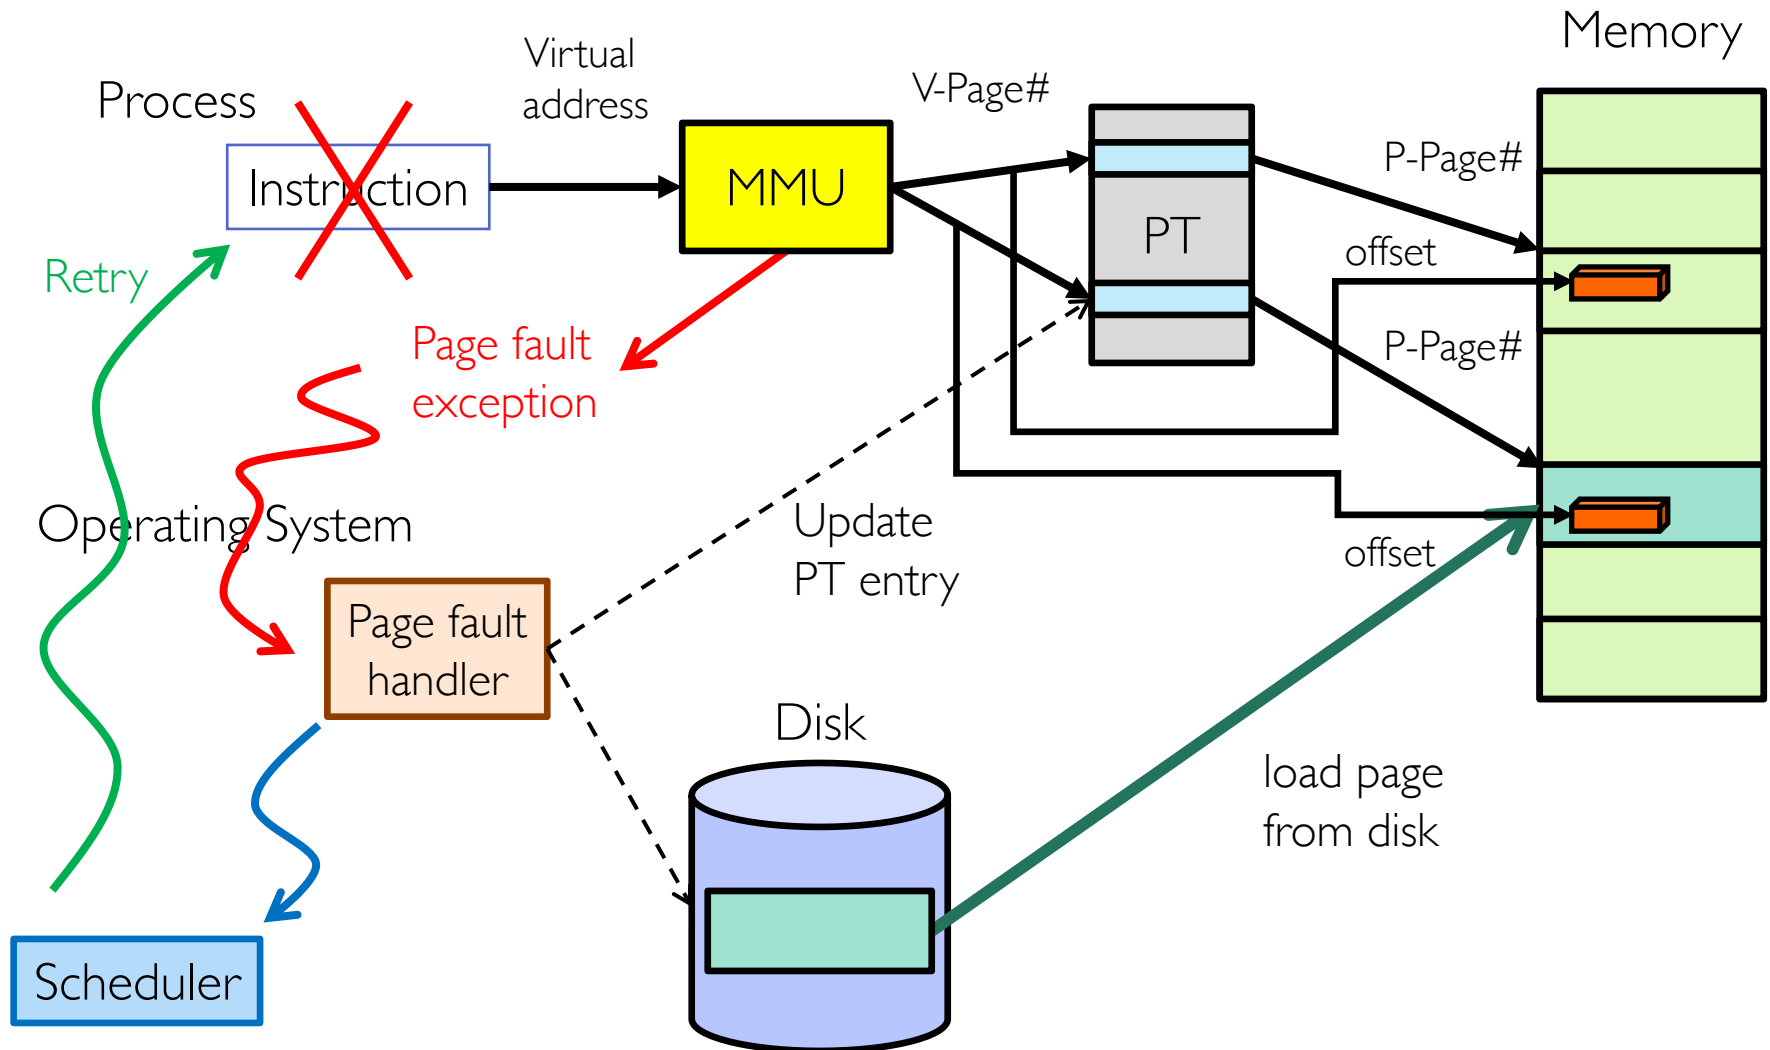 Memory
Virtual
address
Process
V-Page#
Instruction
MMU
P-Page#
PT
offset
Retry
Page fault
exception
P-Page#
Operating System
Update
PT entry
offset
Page fault
handler
Disk
load page
from disk
Scheduler